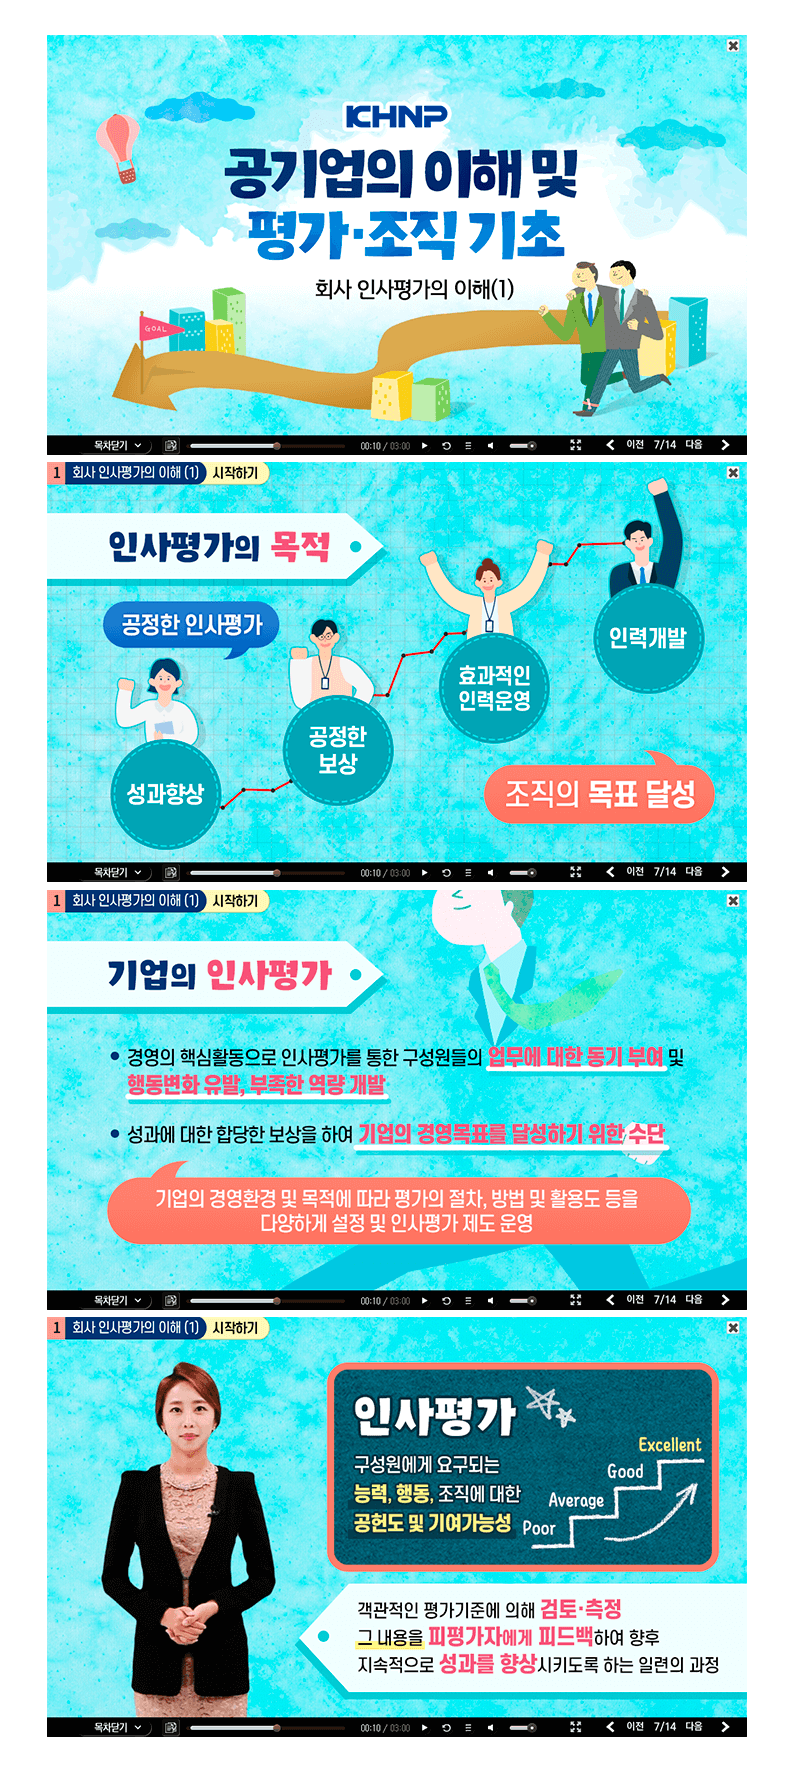 KHNP
공기업의 이해 및
평가·조직 기초
회사 인사평가의 이해(1)
GOAL
목차닫기
00:10 / 03:00
이전 7/14 다음
1 회사 인사평가의 이해 (1) 시작하기
인사평가의 목적
공정한 인사평가
인력개발
효과적인
인력운영
공정한
보상
성과향상
조직의 목표 달성
목차닫기
00:10 / 03:00
이전 7/14 다음
1 회사 인사평가의 이해 (1) 시작하기
기업의 인사평가
• 경영의 핵심활동으로 인사평가를 통한 구성원들의 업무에 대한 동기 부여 및
행동변화 유발, 부족한 역량 개발
• 성과에 대한 합당한 보상을 하여 기업의 경영목표를 달성하기 위한 수단
기업의 경영환경 및 목적에 따라 평가의 절차, 방법 및 활용도 등을
다양하게 설정 및 인사평가 제도 운영
목차닫기
00:10 / 03:00
이전 7/14 다음
1 회사 인사평가의 이해 (1) 시작하기
인사평가
구성원에게 요구되는
능력, 행동, 조직에 대한
공헌도 및 기여가능성
Excellent
Good
Average
Poor
객관적인 평가기준에 의해 검토·측정
그 내용을 피평가자에게 피드백하여 향후
지속적으로 성과를 향상시키도록 하는 일련의 과정
목차닫기
00:10 / 03:00
이전 7/14 다음